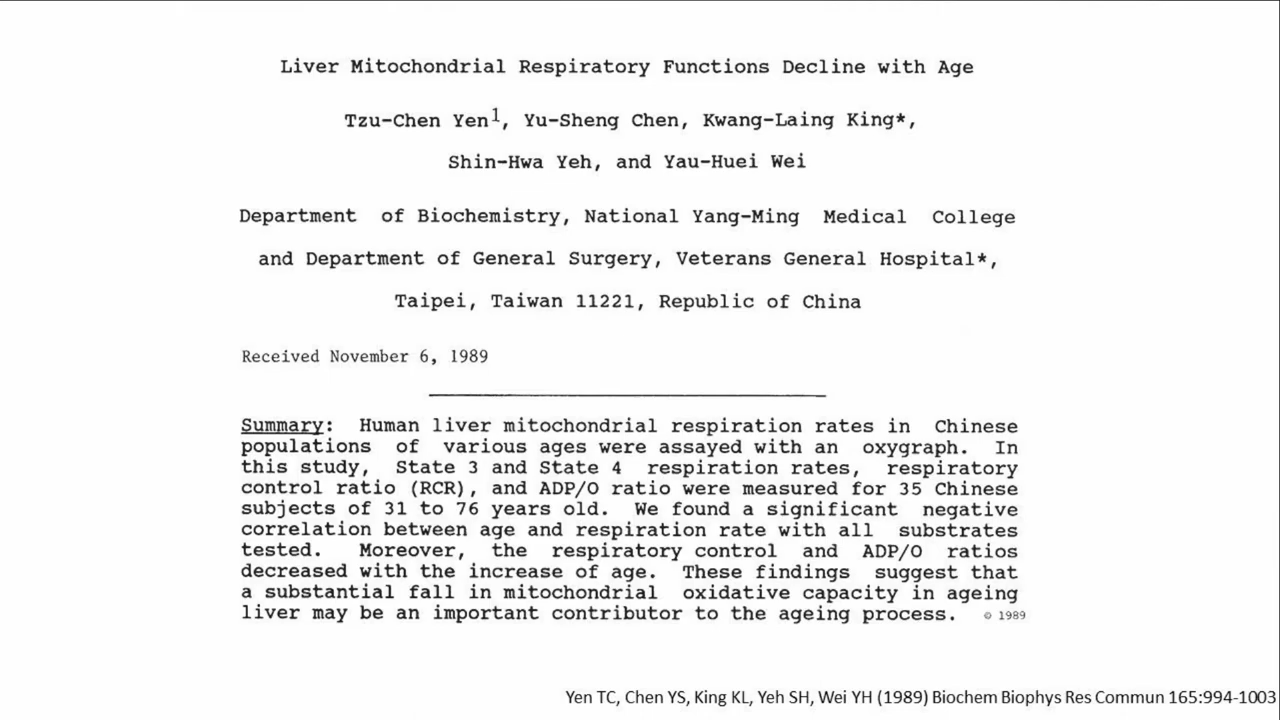 Liver Mitochondrial Respiratory Functions Decline with Age
Tzu-Chen Yen1, Yu-Sheng Chen, Kwang-Laing King*,
Shin-Hwa Yeh, and Yau-Huei Wei
Department of Biochemistry, National Yang-Ming Medical College
and Department of General Surgery, Veterans General Hospital*,
Taipei, Taiwan 11221, Republic of China
Received November 6, 1989
Summary: Human liver mitochondrial respiration rates in Chinese
populations of various ages were assayed with an oxygraph. In
this study, State 3 and State 4 respiration rates, respiratory
control ratio (RCR), and ADP/O ratio were measured for 35 Chinese
subjects of 31 to 76 years old. We found a significant negative
correlation between age and respiration rate with all substrates
tested. Moreover, the respiratory control and ADP/O ratios
decreased with the increase of age. These findings suggest that
a substantial fall in mitochondrial oxidative capacity in ageing
liver may be an important contributor to the ageing process. © 1989
Yen TC, Chen YS, King KL, Yeh SH, Wei YH (1989) Biochem Biophys Res Commun 165:994-1003